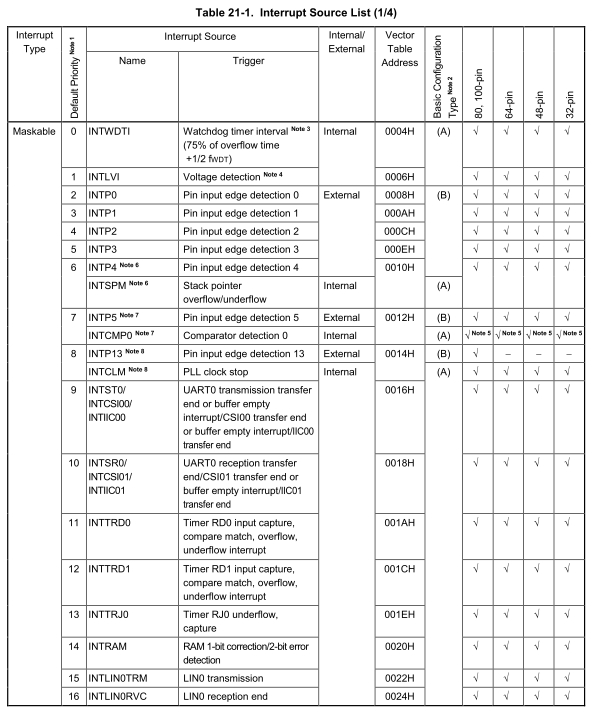 Table 21-1. Interrupt Source List (1/4)
Interrupt Type | Default Priority Note 1 | Interrupt Source | Internal/ External | Vector Table Address | Basic Configuration Type Note 2 | 80, 100-pin | 64-pin | 48-pin | 32-pin
Name | Trigger
Maskable | 0 | INTWDTI | Watchdog timer interval Note 3 | Internal | 0004H | (A) | √ | √ | √ | √
(75% of overflow time
+1/2 fWDT)
1 | INTLVI | Voltage detection Note 4 | 0006H | √ | √ | √ | √
2 | INTP0 | Pin input edge detection 0 | External | 0008H | (B) | √ | √ | √ | √
3 | INTP1 | Pin input edge detection 1 | 000AH | √ | √ | √ | √
4 | INTP2 | Pin input edge detection 2 | 000CH | √ | √ | √ | √
5 | INTP3 | Pin input edge detection 3 | 000EH | √ | √ | √ | √
6 | INTP4 Note 6 | Pin input edge detection 4 | 0010H | √ | √ | √ | √
INTSPM Note 6 | Stack pointer | Internal | (A)
overflow/underflow
7 | INTP5 Note 7 | Pin input edge detection 5 | External | 0012H | (B) | √ | √ | √ | √
INTCMP0 Note 7 | Comparator detection 0 | Internal | (A) | √ Note 5 | √ Note 5 | √ Note 5 | √ Note 5
8 | INTP13 Note 8 | Pin input edge detection 13 | External | 0014H | (B) | √ | – | – | –
INTCLM Note 8 | PLL clock stop | Internal | (A) | √ | √ | √ | √
9 | INTST0/ | UART0 transmission transfer | 0016H | √ | √ | √ | √
INTCSI00/ | end or buffer empty
INTIIC00 | interrupt/CSI00 transfer end
or buffer empty interrupt/IIC00
transfer end
10 | INTSR0/ | UART0 reception transfer | 0018H | √ | √ | √ | √
INTCSI01/ | end/CSI01 transfer end or
INTIIC01 | buffer empty interrupt/IIC01
transfer end
11 | INTTRD0 | Timer RD0 input capture, | 001AH | √ | √ | √ | √
compare match, overflow,
underflow interrupt
12 | INTTRD1 | Timer RD1 input capture, | 001CH | √ | √ | √ | √
compare match, overflow,
underflow interrupt
13 | INTTRJ0 | Timer RJ0 underflow, | 001EH | √ | √ | √ | √
capture
14 | INTRAM | RAM 1-bit correction/2-bit error | 0020H | √ | √ | √ | √
detection
15 | INTLIN0TRM | LIN0 transmission | 0022H | √ | √ | √ | √
16 | INTLIN0RVC | LIN0 reception end | 0024H | √ | √ | √ | √